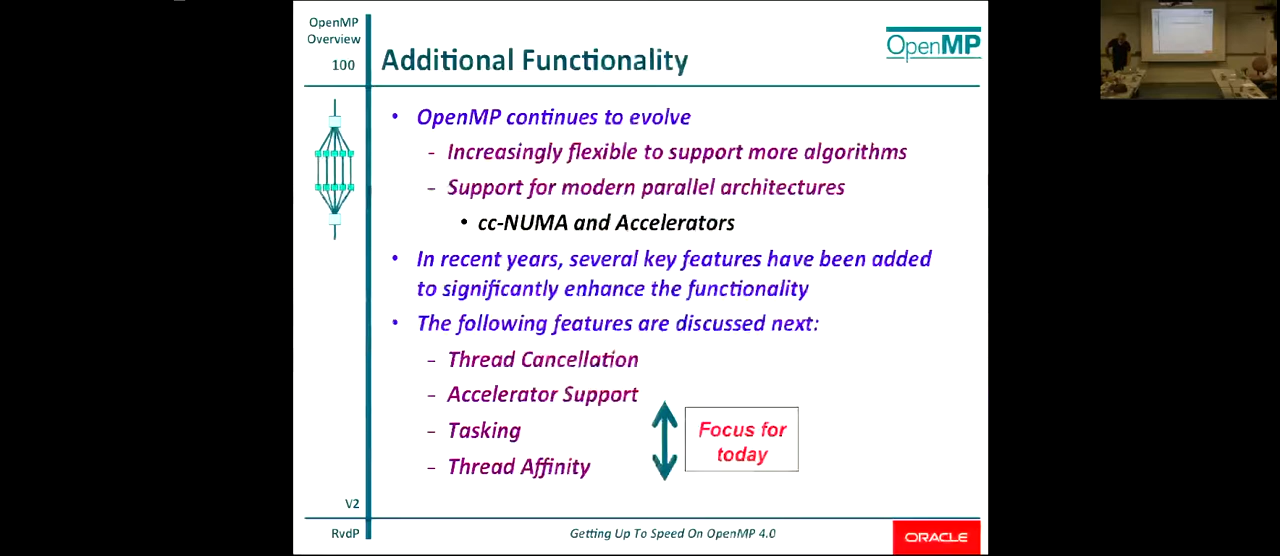 OpenMP
Overview
100
Additional Functionality
OpenMP
• OpenMP continues to evolve
- Increasingly flexible to support more algorithms
- Support for modern parallel architectures
• cc-NUMA and Accelerators
• In recent years, several key features have been added
to significantly enhance the functionality
• The following features are discussed next:
- Thread Cancellation
- Accelerator Support
- Tasking
- Thread Affinity
Focus for
today
V2
RvdP
Getting Up To Speed On OpenMP 4.0
ORACLE